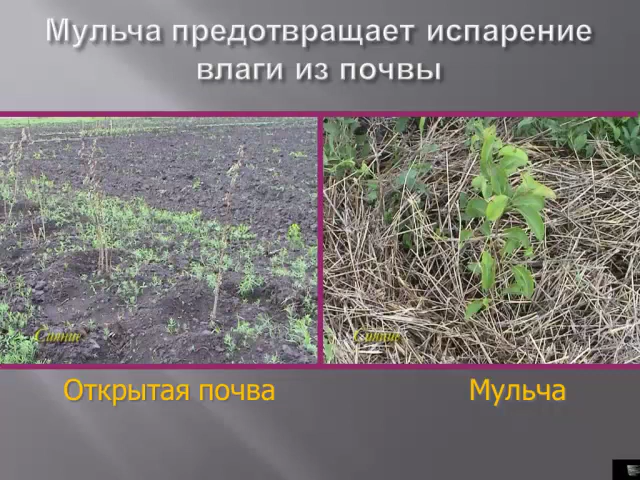 Мульча предотвращает испарение
влаги из почвы
Открытая почва
Мульча